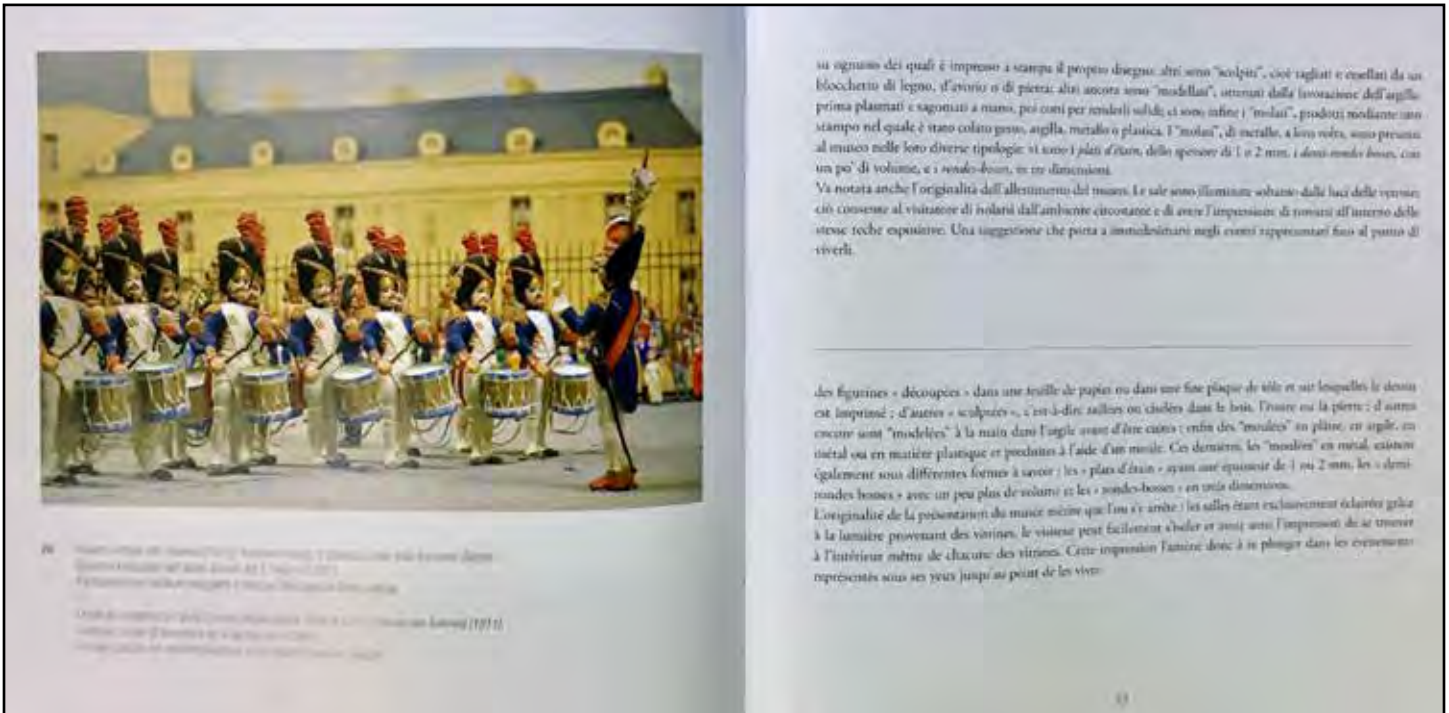 su ognuno dei quali è impresso a stampa il proprio disegno; altri sono "scolpiti", cioè tagliati e cesellati da un
blocchetto di legno, d'avorio o di pietra; altri ancora sono "modellati", ottenuti dalla lavorazione dell'argilla
prima plasmati e sagomati a mano, poi cotti per renderli solidi; ci sono infine i "molati", prodotti mediante uno
stampo nel quale è stato colato gesso, argilla, metallo o plastica. I "molati", di metallo, a loro volta, sono presenti
al museo nelle loro diverse tipologie: vi sono i plats d'étain, dello spessore di 1 o 2 mm, i demi-rondes bosses, con
un po' di volume, e i rondes-bosses, in tre dimensioni.
Va notata anche l'originalità dell'allestimento del museo. Le sale sono illuminate soltanto dalle luci delle vetrine;
ciò consente al visitatore di isolarsi dall'ambiente circostante e di avere l'impressione di trovarsi all'interno delle
stesse teche espositive. Una suggestione che porta a immedesimarsi negli eventi rappresentati fino al punto di
viverli.
des figurines « découpées » dans une feuille de papier ou dans une fine plaque de tôle et sur lesquelles le dessin
est imprimé ; d'autres « sculptées », c'est-à-dire taillées ou ciselées dans le bois, l'ivoire ou la pierre ; d'autres
encore sont "modelées" à la main dans l'argile avant d'être cuites ; enfin des "moulées" en plâtre, en argile, en
métal ou en matière plastique et produites à l'aide d'un moule. Ces dernières, les "moulées" en métal, existent
également sous différentes formes à savoir : les « plats d'étain » ayant une épaisseur de 1 ou 2 mm, les « demi-
rondes bosses » avec un peu plus de volume et les « rondes-bosses » en trois dimensions.
L'originalité de la présentation du musée mérite que l'on s'y arrête : les salles étant exclusivement éclairées grâce
à la lumière provenant des vitrines, le visiteur peut facilement s'isoler et avoir ainsi l'impression de se trouver
à l'intérieur même de chacune des vitrines. Cette impression l'amène donc à se plonger dans les événements
représentés sous ses yeux jusqu'au point de les vivre.